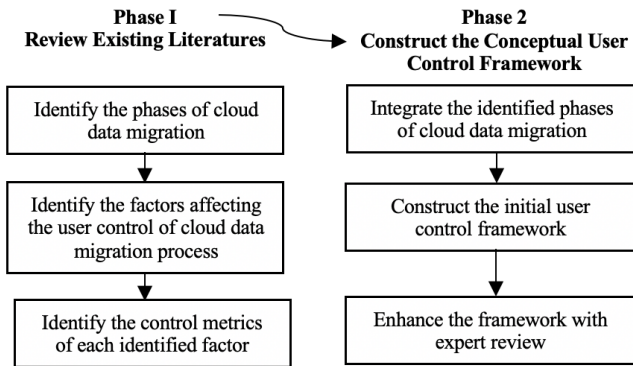 Phase I
Review Existing Literatures
Identify the phases of cloud
data migration
Identify the factors affecting
the user control of cloud data
migration process
Identify the control metrics
of each identified factor
Phase 2
Construct the Conceptual User
Control Framework
Integrate the identified phases
of cloud data migration
Construct the initial user
control framework
Enhance the framework with
expert review